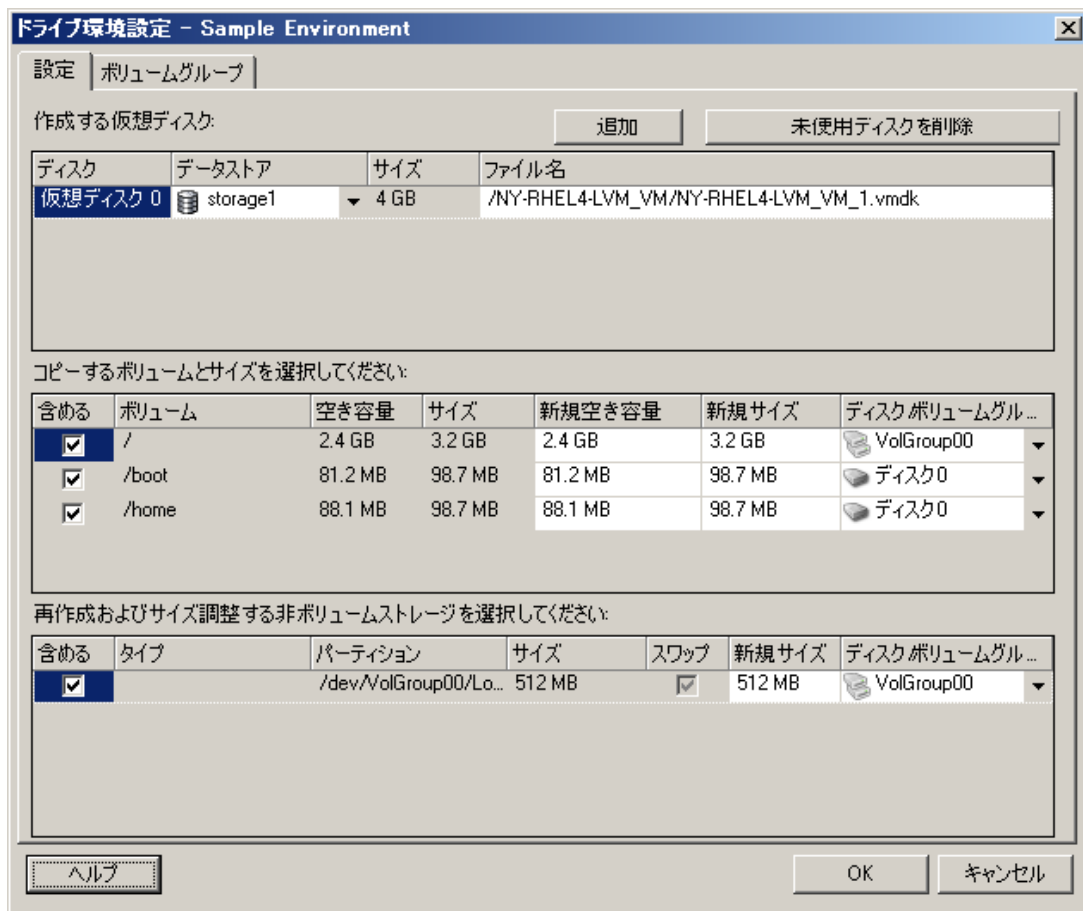 ドライブ環境設定 - Sample Environment
設定 ボリュームグループ
作成する仮想ディスク: 追加 未使用ディスクを削除
ディスク データストア サイズ ファイル名
仮想ディスク 0 storage1 4 GB /NY-RHEL4-LVM_VM/NY-RHEL4-LVM_VM_1.vmdk
コピーするボリュームとサイズを選択してください:
含める ボリューム 空き容量 サイズ 新規空き容量 新規サイズ ディスク/ボリュームグル...
/ 2.4 GB 3.2 GB 2.4 GB 3.2 GB VolGroup00
/boot 81.2 MB 98.7 MB 81.2 MB 98.7 MB ディスク0
/home 88.1 MB 98.7 MB 88.1 MB 98.7 MB ディスク0
再作成およびサイズ調整する非ボリュームストレージを選択してください:
含める タイプ パーティション サイズ スワップ 新規サイズ ディスク/ボリュームグル...
/dev/VolGroup00/Lo... 512 MB 512 MB VolGroup00
ヘルプ OK キャンセル